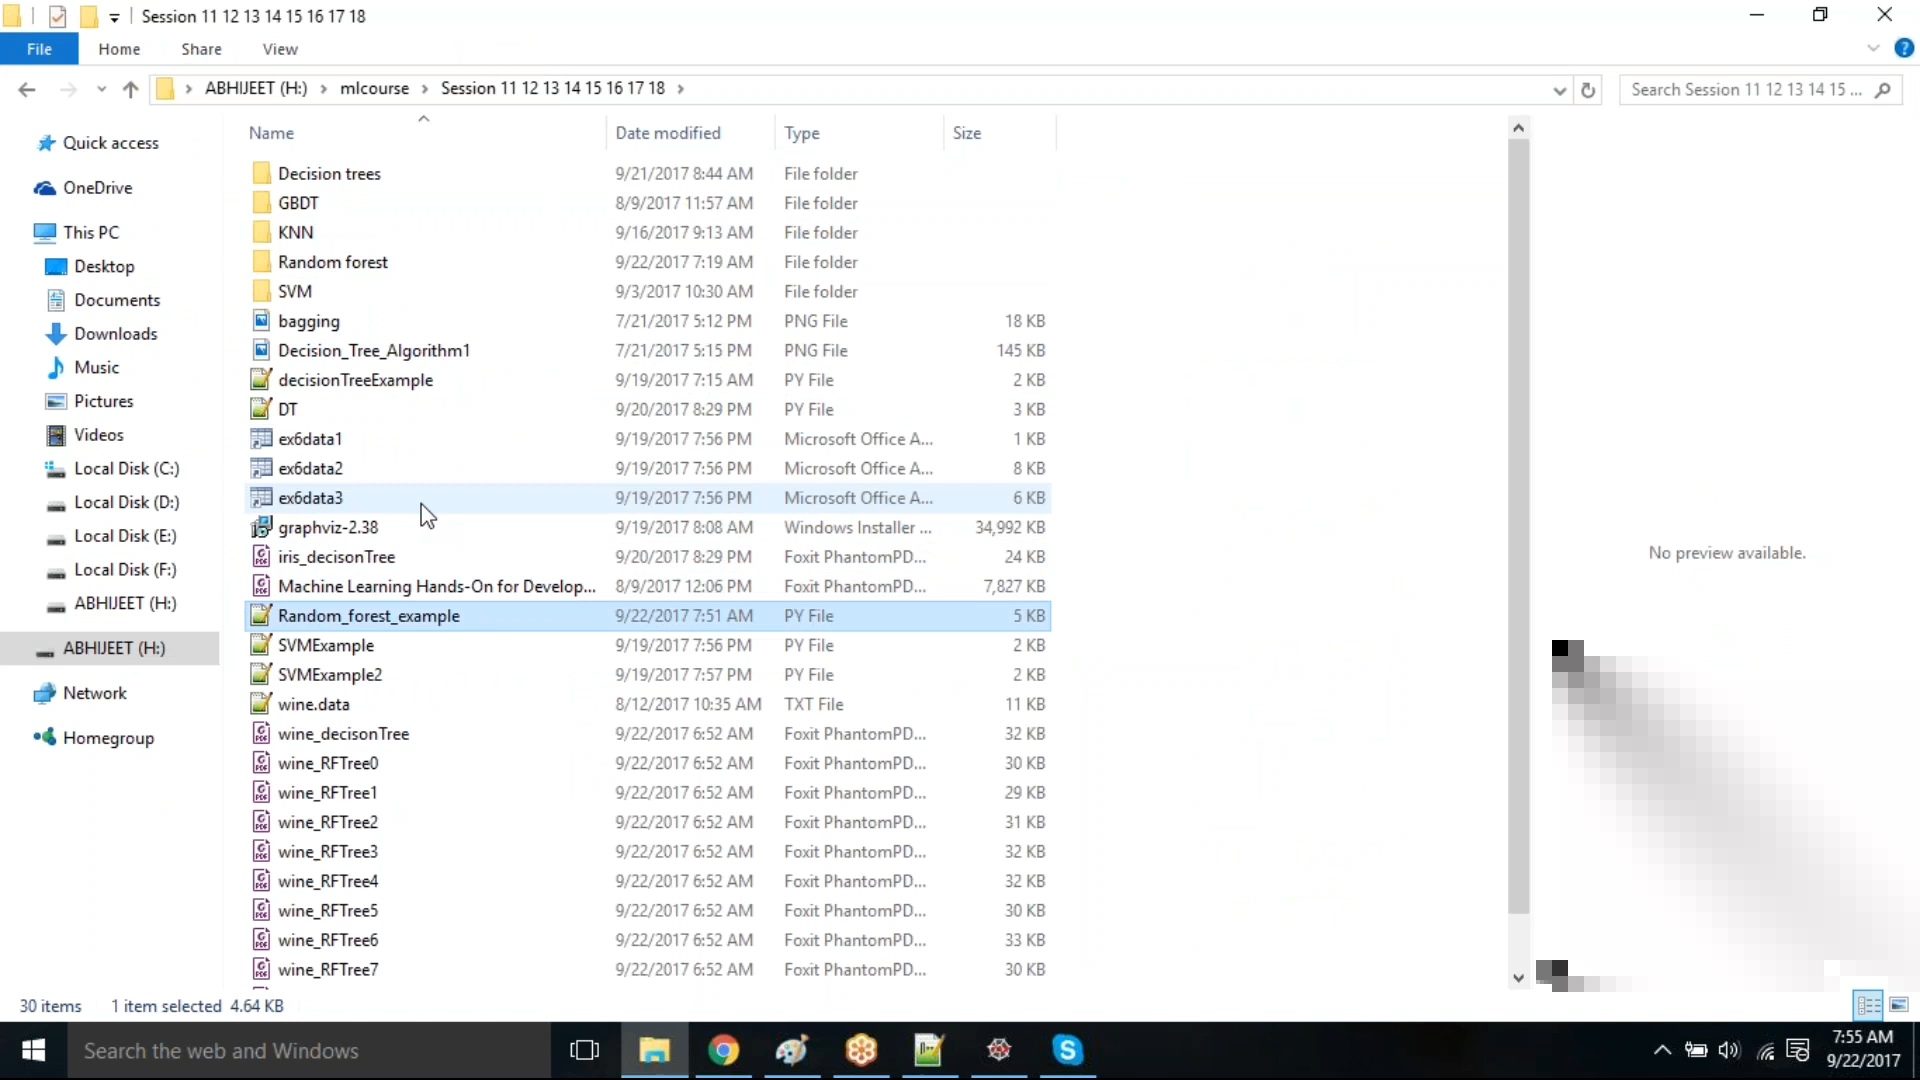 Session 11 12 13 14 15 16 17 18
File Home Share View
ABHIJEET (H:) mlcourse Session 11 12 13 14 15 16 17 18
Search Session 11 12 13 14 15 ...
Name Date modified Type Size
Quick access
OneDrive
This PC
Desktop
Documents
Downloads
Music
Pictures
Videos
Local Disk (C:)
Local Disk (D:)
Local Disk (E:)
Local Disk (F:)
ABHIJEET (H:)
ABHIJEET (H:)
Network
Homegroup
Decision trees 9/21/2017 8:44 AM File folder
GBDT 8/9/2017 11:57 AM File folder
KNN 9/16/2017 9:13 AM File folder
Random forest 9/22/2017 7:19 AM File folder
SVM 9/3/2017 10:30 AM File folder
bagging 7/21/2017 5:12 PM PNG File 18 KB
Decision_Tree_Algorithm1 7/21/2017 5:15 PM PNG File 145 KB
decisionTreeExample 9/19/2017 7:15 AM PY File 2 KB
DT 9/20/2017 8:29 PM PY File 3 KB
ex6data1 9/19/2017 7:56 PM Microsoft Office A... 1 KB
ex6data2 9/19/2017 7:56 PM Microsoft Office A... 8 KB
ex6data3 9/19/2017 7:56 PM Microsoft Office A... 6 KB
graphviz-2.38 9/19/2017 8:08 AM Windows Installer ... 34,992 KB
iris_decisonTree 9/20/2017 8:29 PM Foxit PhantomPD... 24 KB
Machine Learning Hands-On for Develop... 8/9/2017 12:06 PM Foxit PhantomPD... 7,827 KB
Random_forest_example 9/22/2017 7:51 AM PY File 5 KB
SVMExample 9/19/2017 7:56 PM PY File 2 KB
SVMExample2 9/19/2017 7:57 PM PY File 2 KB
wine.data 8/12/2017 10:35 AM TXT File 11 KB
wine_decisonTree 9/22/2017 6:52 AM Foxit PhantomPD... 32 KB
wine_RFTree0 9/22/2017 6:52 AM Foxit PhantomPD... 30 KB
wine_RFTree1 9/22/2017 6:52 AM Foxit PhantomPD... 29 KB
wine_RFTree2 9/22/2017 6:52 AM Foxit PhantomPD... 31 KB
wine_RFTree3 9/22/2017 6:52 AM Foxit PhantomPD... 32 KB
wine_RFTree4 9/22/2017 6:52 AM Foxit PhantomPD... 32 KB
wine_RFTree5 9/22/2017 6:52 AM Foxit PhantomPD... 30 KB
wine_RFTree6 9/22/2017 6:52 AM Foxit PhantomPD... 33 KB
wine_RFTree7 9/22/2017 6:52 AM Foxit PhantomPD... 30 KB
No preview available.
30 items 1 item selected 4.64 KB
Search the web and Windows
7:55 AM
9/22/2017